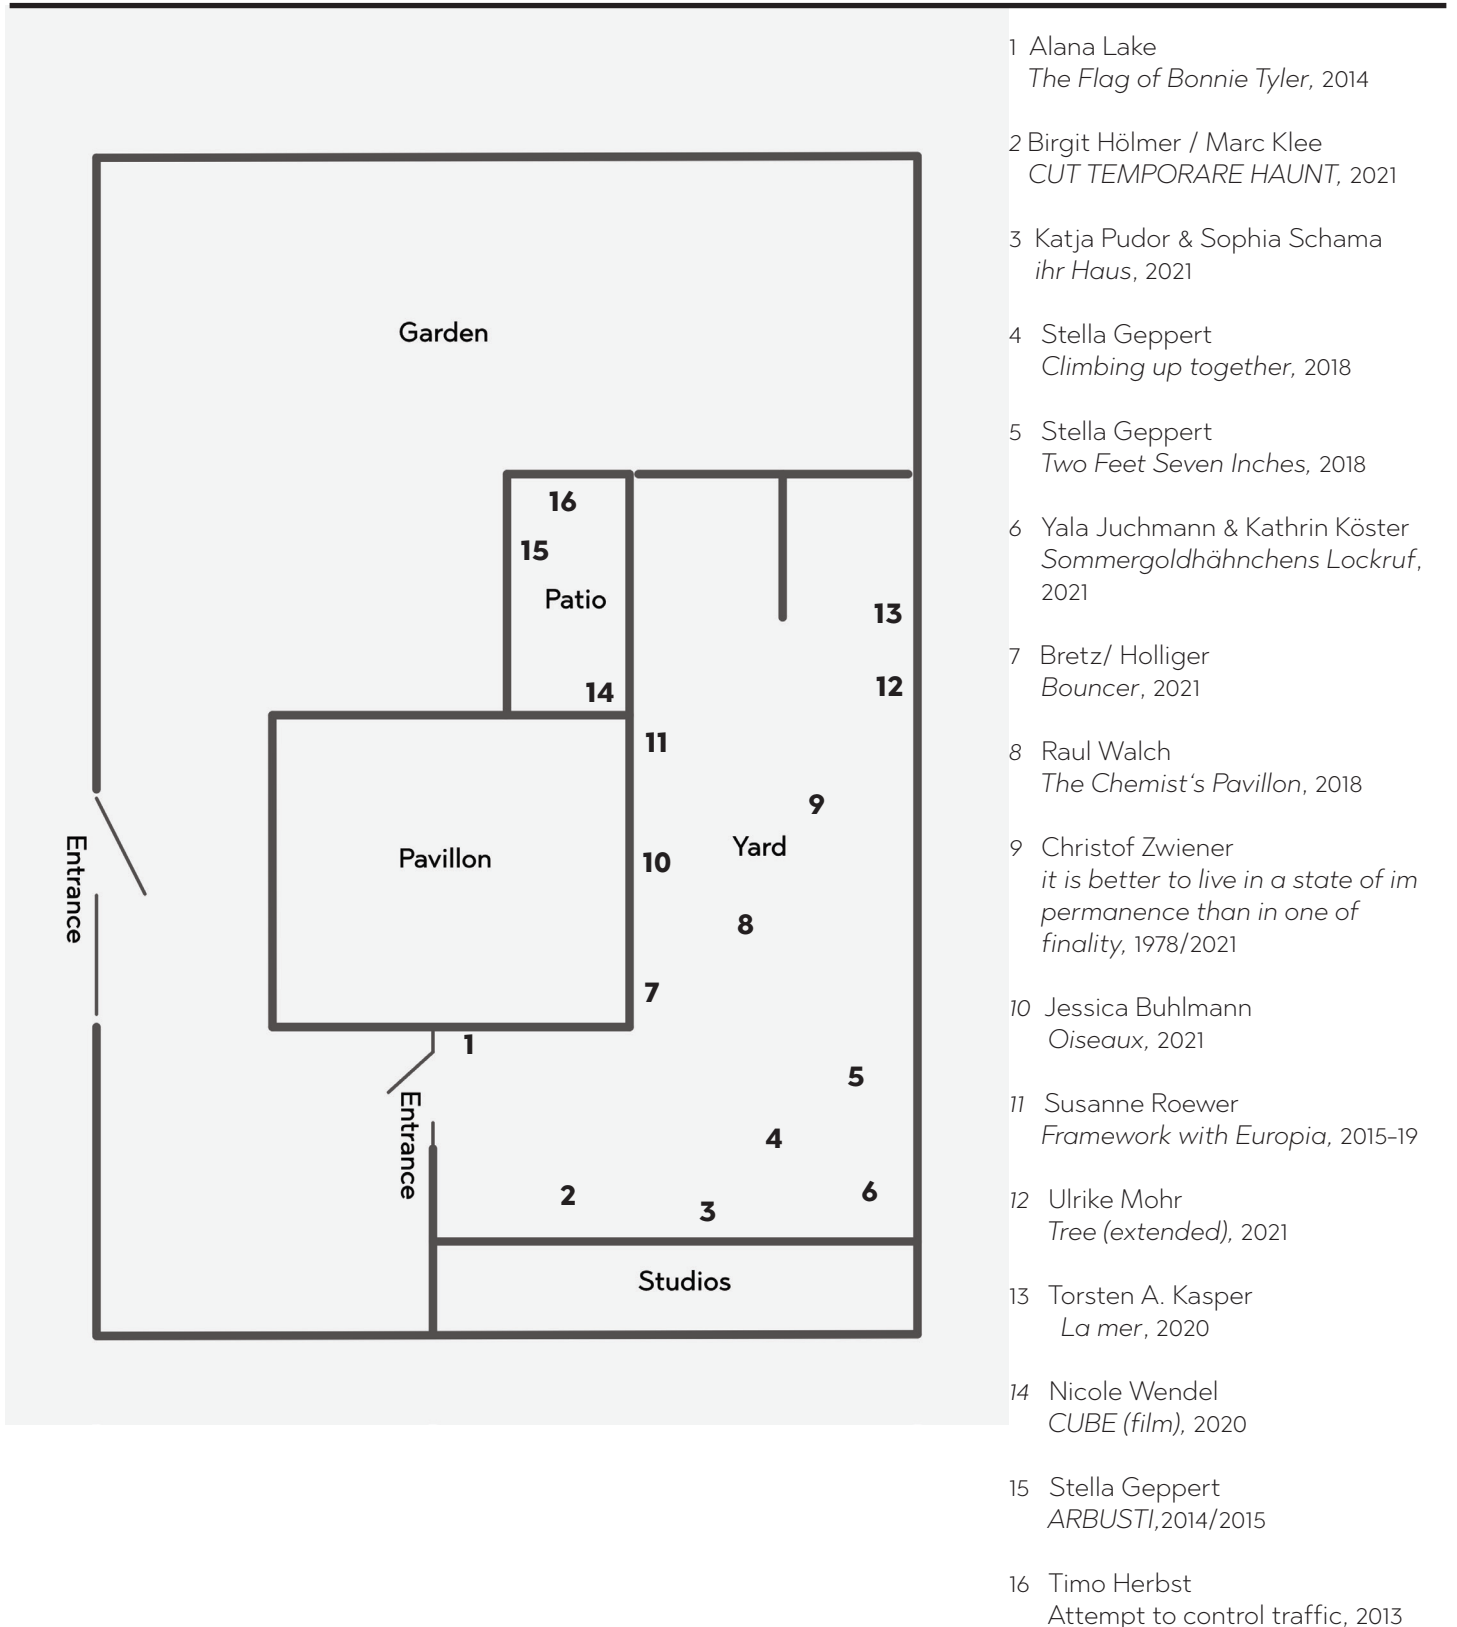 Garden
16
15
Patio
14
13
12
11
9
Yard
Pavillon
10
8
7
Entrance
1
Entrance
5
4
2
3
6
Studios
1 Alana Lake
The Flag of Bonnie Tyler, 2014
2 Birgit Hölmer / Marc Klee
CUT TEMPORARE HAUNT, 2021
3 Katja Pudor & Sophia Schama
ihr Haus, 2021
4 Stella Geppert
Climbing up together, 2018
5 Stella Geppert
Two Feet Seven Inches, 2018
6 Yala Juchmann & Kathrin Köster
Sommergoldhähnchens Lockruf,
2021
7 Bretz/ Holliger
Bouncer, 2021
8 Raul Walch
The Chemist‘s Pavillon, 2018
9 Christof Zwiener
it is better to live in a state of im
permanence than in one of
finality, 1978/2021
10 Jessica Buhlmann
Oiseaux, 2021
11 Susanne Roewer
Framework with Europia, 2015-19
12 Ulrike Mohr
Tree (extended), 2021
13 Torsten A. Kasper
La mer, 2020
14 Nicole Wendel
CUBE (film), 2020
15 Stella Geppert
ARBUSTI,2014/2015
16 Timo Herbst
Attempt to control traffic, 2013